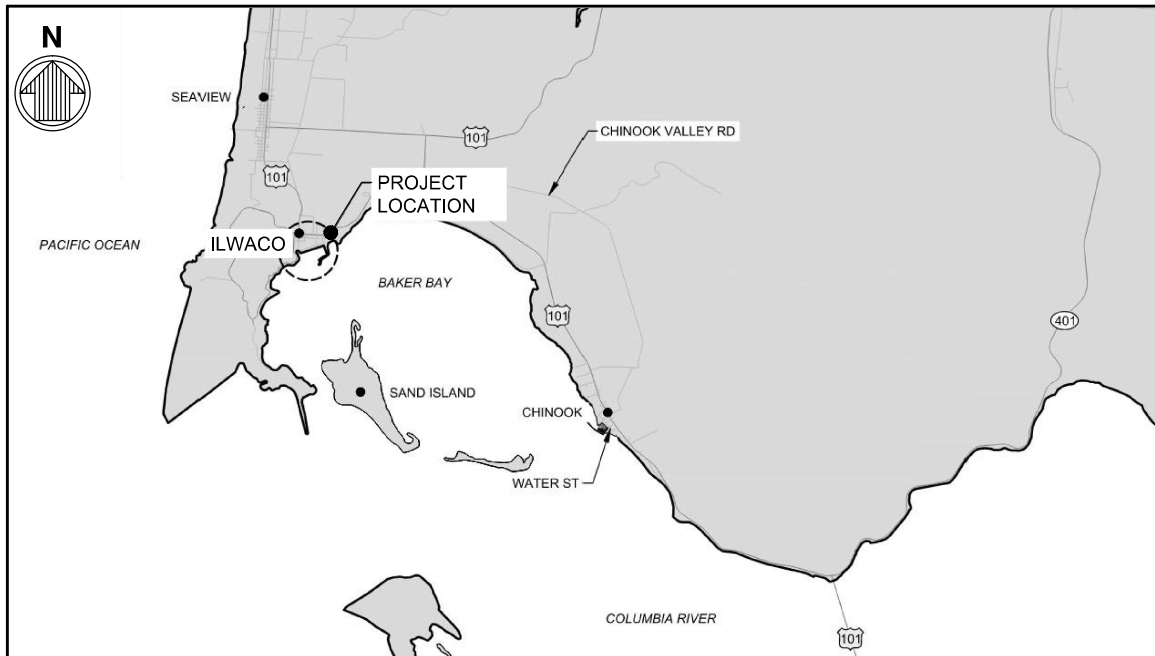 N
SEAVIEW
101
CHINOOK VALLEY RD
101
PROJECT
LOCATION
ILWACO
PACIFIC OCEAN
BAKER BAY
101
401
SAND ISLAND
CHINOOK
WATER ST
COLUMBIA RIVER
101